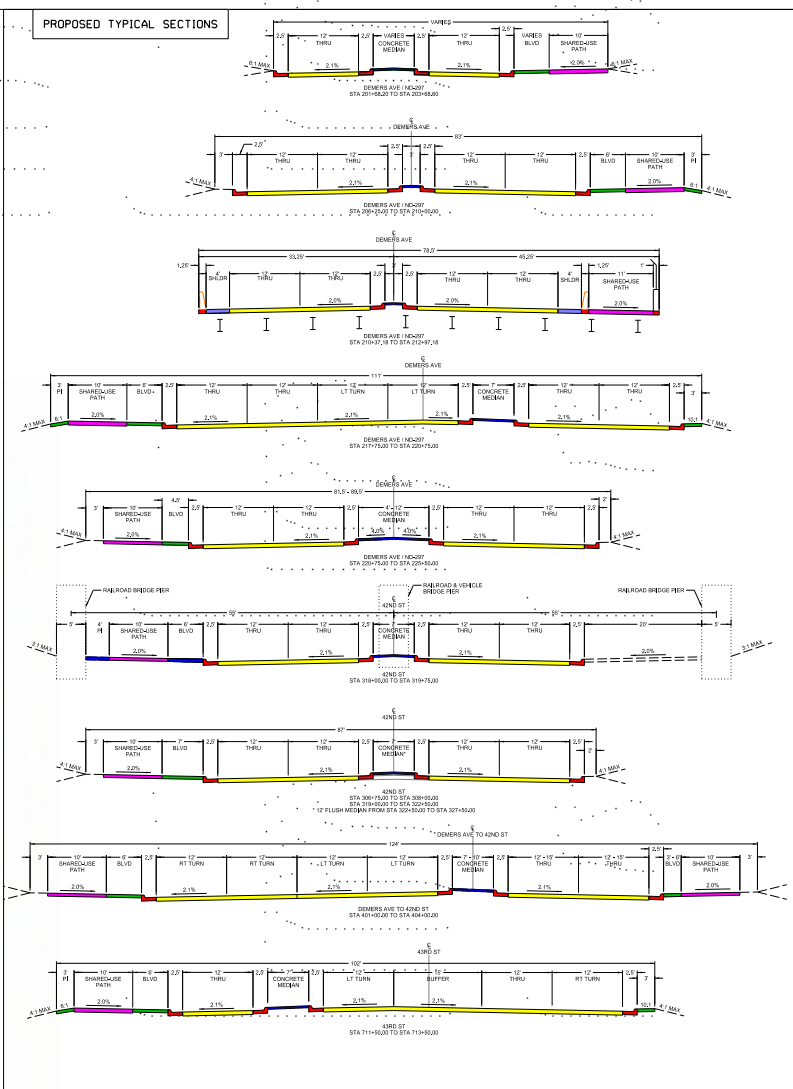 PROPOSED TYPICAL SECTIONS
VARIES
2.5' 12' VARIES 12' 2.5' VARIES 10'
THRU CONCRETE MEDIAN THRU BLVD SHARED-USE PATH
6:1 MAX 2.1% 2.1% 2.0% 6:1 MAX
DEMERS AVE / ND-297
STA 201+68.20 TO STA 203+68.60
DEMERS AVE
83'
3' 2.5' 12' 12' 2.5' 3' 2.5' 12' 12' 2.5' 6' 10' 3'
THRU THRU THRU THRU BLVD SHARED-USE PATH PI
4:1 MAX 2.1% 2.1% 2.0% 6:1 4:1 MAX
DEMERS AVE / ND-297
STA 206+25.00 TO STA 210+00.00
DEMERS AVE
78.5'
33.25' 45.25'
1.25' 4' 12' 12' 2.5' 3' 2.5' 12' 12' 4' 1.25' 11' 1'
SHLDR THRU THRU THRU THRU SHLDR SHARED-USE PATH
2.0% 2.0% 2.0%
DEMERS AVE / ND-297
STA 210+37.18 TO STA 212+97.18
DEMERS AVE
111'
3' 10' 6' 2.5' 12' 12' 12' 12' 2.5' 7' 2.5' 12' 12' 2.5' 3'
PI SHARED-USE PATH BLVD THRU THRU LT TURN LT TURN CONCRETE MEDIAN THRU THRU
4:1 MAX 6:1 2.0% 2.1% 2.1% 2.1% 2.1% 10:1 4:1 MAX
DEMERS AVE / ND-297
STA 217+75.00 TO STA 220+75.00
DEMERS AVE
81.5' - 89.5'
3' 10' 4.5' 2.5' 12' 12' 2.5' 4' - 12' 2.5' 12' 12' 2.5' 2'
SHARED-USE PATH BLVD THRU THRU CONCRETE MEDIAN THRU THRU
4:1 MAX 2.0% 2.1% 4.0% 4.0% 2.1% 4:1 MAX
DEMERS AVE / ND-297
STA 220+75.00 TO STA 225+50.00
RAILROAD BRIDGE PIER RAILROAD & VEHICLE BRIDGE PIER RAILROAD BRIDGE PIER
42ND ST
55' 55'
5' 4' 10' 6' 2.5' 12' 12' 2.5' 2.5' 12' 12' 2.5' 20' 5'
PI SHARED-USE PATH BLVD THRU THRU CONCRETE MEDIAN THRU THRU
3:1 MAX 2.0% 2.1% 2.1% 2.0% 3:1 MAX
42ND ST
STA 318+00.00 TO STA 319+75.00
42ND ST
87'
3' 10' 7' 2.5' 12' 12' 2.5' 7' 2.5' 12' 12' 2.5' 2'
SHARED-USE PATH BLVD THRU THRU CONCRETE MEDIAN* THRU THRU
4:1 MAX 2.0% 2.1% 2.1% 4:1 MAX
42ND ST
STA 306+75.00 TO STA 308+00.00
STA 319+00.00 TO STA 322+50.00
* 12' FLUSH MEDIAN FROM STA 322+50.00 TO STA 327+50.00
DEMERS AVE TO 42ND ST
124'
3' 10' 6' 2.5' 12' 12' 12' 12' 2.5' 7' - 10' 2.5' 12' - 15' 12' - 15' 2.5' 3' - 6' 10' 3'
SHARED-USE PATH BLVD RT TURN RT TURN LT TURN LT TURN CONCRETE MEDIAN THRU THRU BLVD SHARED-USE PATH
2.0% 2.1% 2.1% 2.1% 2.0%
DEMERS AVE TO 42ND ST
STA 401+00.00 TO STA 404+00.00
43RD ST
102'
3' 10' 6' 2.5' 12' 2.5' 7' 2.5' 12' 15' 12' 12' 2.5' 3'
PI SHARED-USE PATH BLVD THRU CONCRETE MEDIAN LT TURN BUFFER THRU RT TURN
4:1 MAX 6:1 2.0% 2.1% 2.1% 2.1% 10:1 4:1 MAX
43RD ST
STA 711+50.00 TO STA 713+50.00